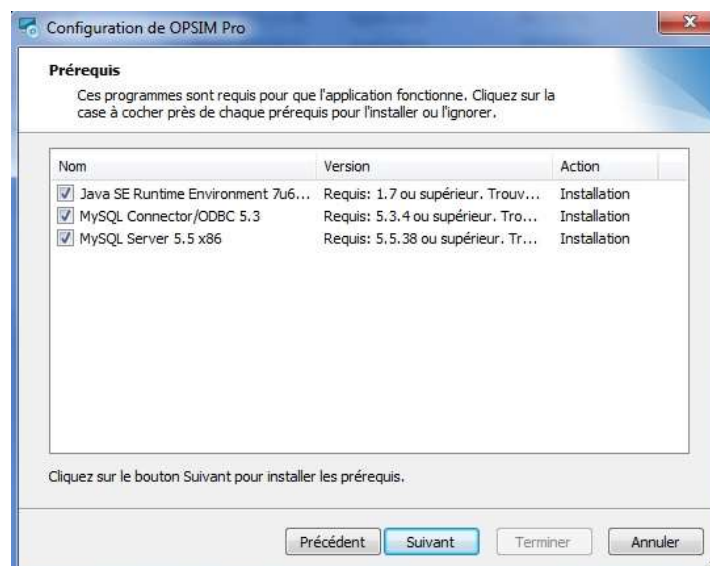 Configuration de OPSIM Pro
Prérequis
Ces programmes sont requis pour que l'application fonctionne. Cliquez sur la
case à cocher près de chaque prérequis pour l'installer ou l'ignorer.
Nom Version Action
Java SE Runtime Environment 7u6... Requis: 1.7 ou supérieur. Trouv... Installation
MySQL Connector/ODBC 5.3 Requis: 5.3.4 ou supérieur. Tro... Installation
MySQL Server 5.5 x86 Requis: 5.5.38 ou supérieur. Tr... Installation
Cliquez sur le bouton Suivant pour installer les prérequis.
Précédent Suivant Terminer Annuler